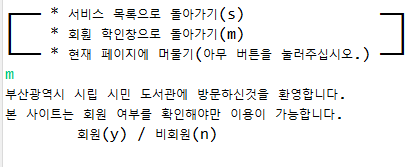 * 서비스 목록으로 돌아가기(s)
* 회원 확인창으로 돌아가기(m)
* 현재 페이지에 머물기(아무 버튼을 눌러주십시오.)
m
부산광역시 시립 시민 도서관에 방문하신것을 환영합니다.
본 사이트는 회원 여부를 확인해야만 이용이 가능합니다.
회원(y) / 비회원(n)